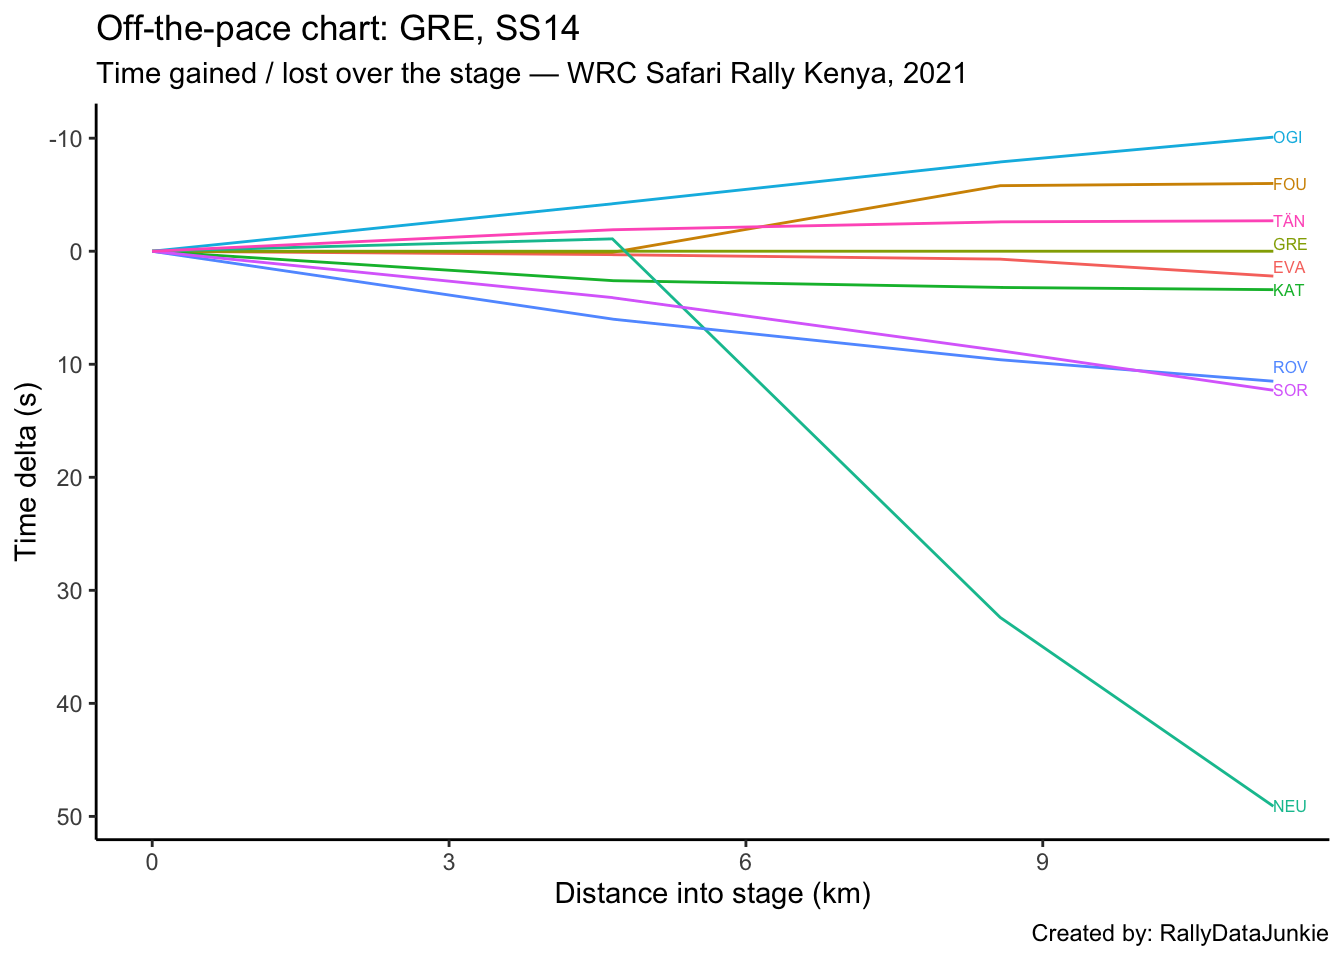 Off-the-pace chart: GRE, SS14
Time gained / lost over the stage — WRC Safari Rally Kenya, 2021
-10
0
10
20
30
40
50
Time delta (s)
OGI
FOU
TÄN
GRE
EVA
KAT
ROV
SOR
NEU
0 3 6 9
Distance into stage (km)
Created by: RallyDataJunkie